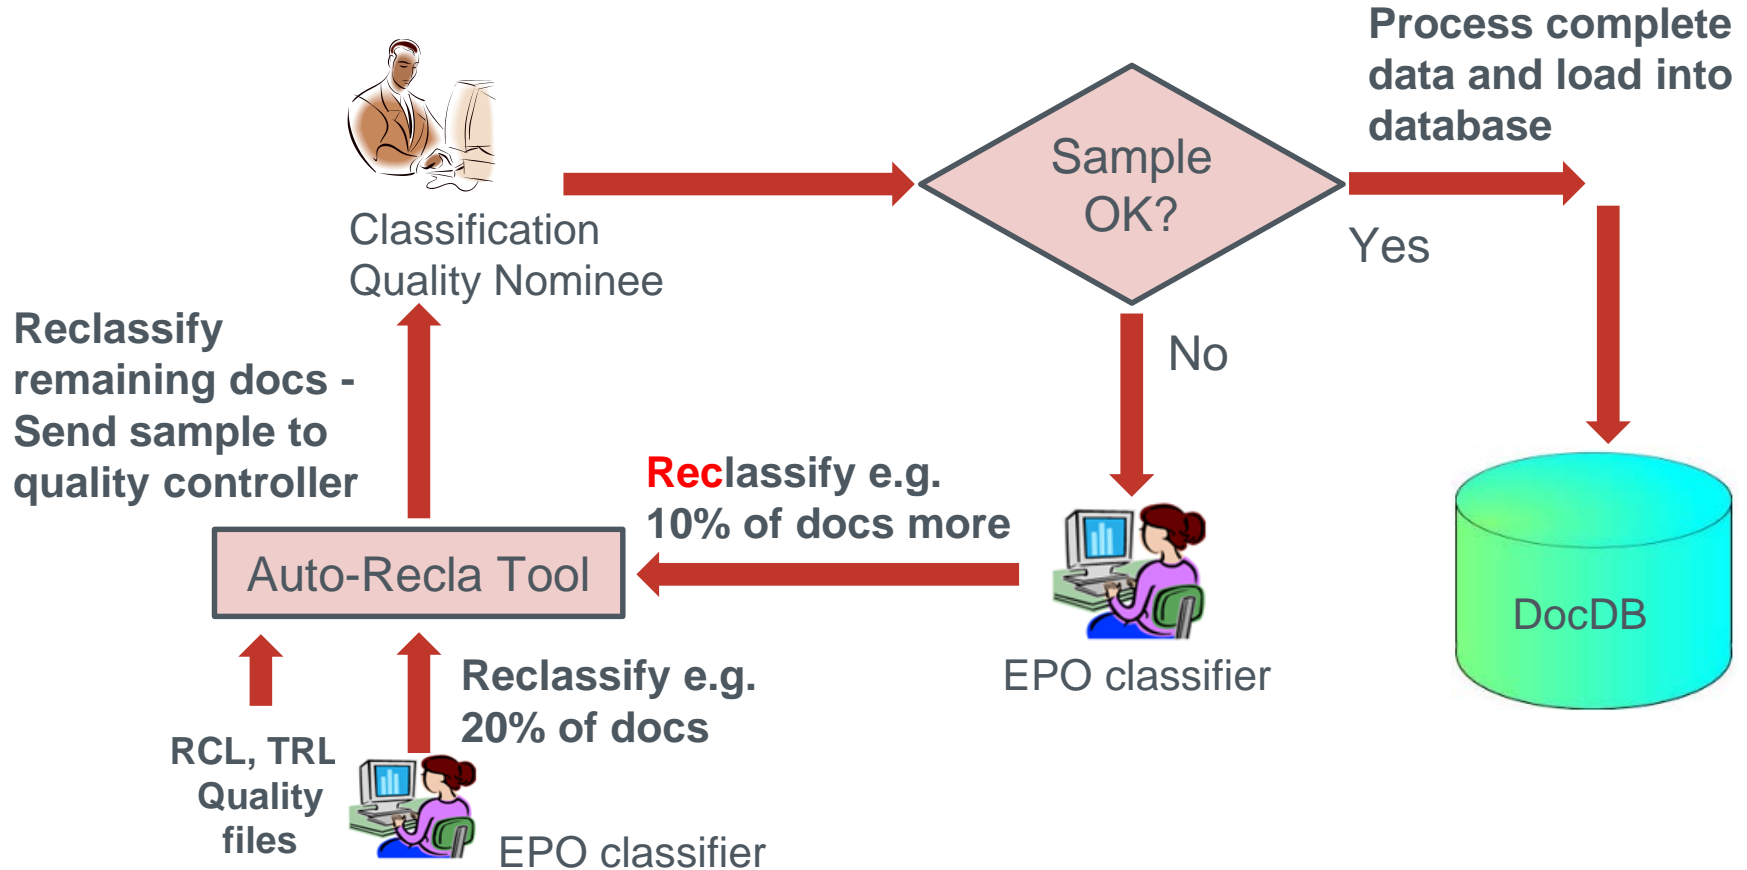 Process complete
data and load into
database
Sample
OK?
Yes
Classification
Quality Nominee
No
Reclassify
remaining docs -
Send sample to
quality controller
Reclassify e.g.
10% of docs more
Auto-Recla Tool
DocDB
EPO classifier
Reclassify e.g.
20% of docs
RCL, TRL
Quality
files
EPO classifier